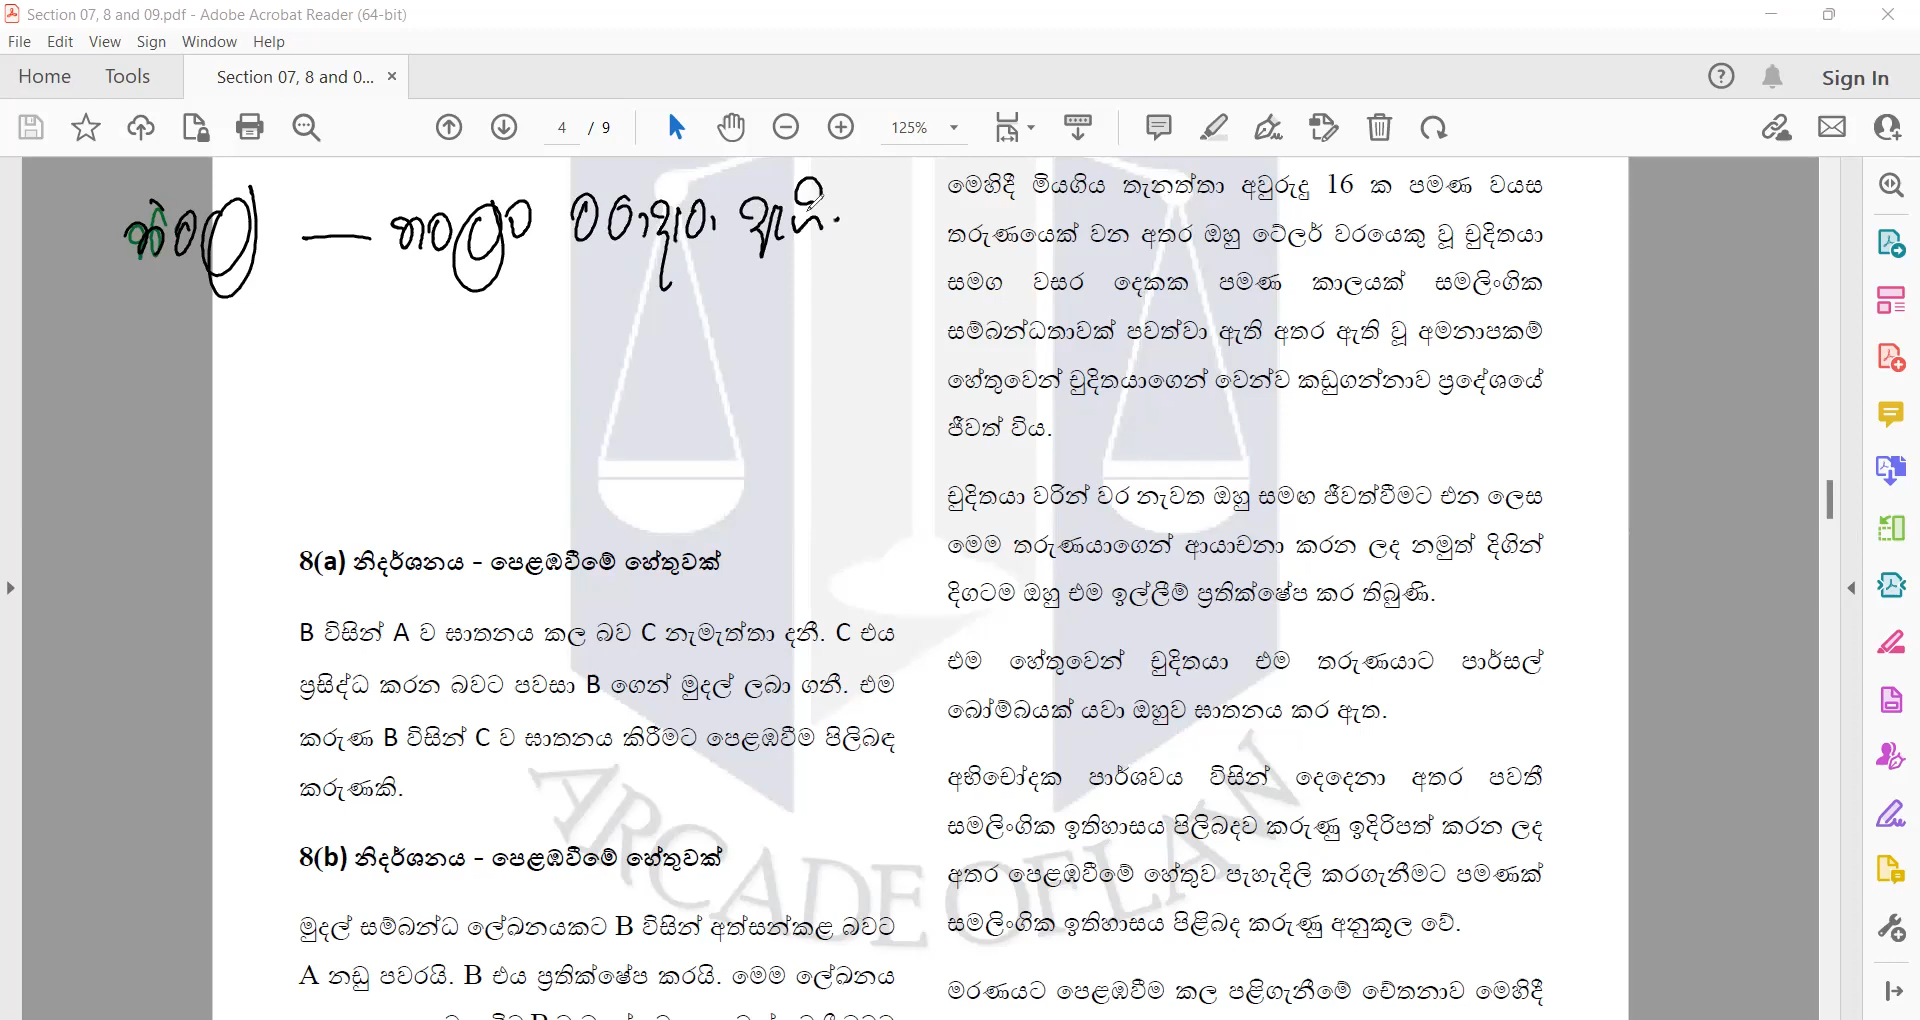 Section 07, 8 and 09.pdf - Adobe Acrobat Reader (64-bit)
File Edit View Sign Window Help
Home Tools Section 07, 8 and 0... × Sign In
4 / 9 125%
8(a) නිදර්ශනය - පෙළඹවීමේ හේතුවක්
B විසින් A ව ඝාතනය කල බව C නැමැත්තා දනී. C එය
ප්‍රසිද්ධ කරන බවට පවසා B ගෙන් මුදල් ලබා ගනී. එම
කරුණ B විසින් C ව ඝාතනය කිරීමට පෙළඹවීම පිලිබඳ
කරුණකි.
8(b) නිදර්ශනය - පෙළඹවීමේ හේතුවක්
මුදල් සම්බන්ධ ලේඛනයකට B විසින් අත්සන්කළ බවට
A නඩු පවරයි. B එය ප්‍රතික්ෂේප කරයි. මෙම ලේඛනය
මෙහිදී මියගිය තැනත්තා අවුරුදු 16 ක පමණ වයස
තරුණයෙක් වන අතර ඔහු ටේලර් වරයෙකු වූ චුදිතයා
සමග වසර දෙකක පමණ කාලයක් සමලිංගික
සම්බන්ධතාවක් පවත්වා ඇති අතර ඇති වූ අමනාපකම්
හේතුවෙන් චුදිතයාගෙන් වෙන්ව කඩුගන්නාව ප්‍රදේශයේ
ජීවත් විය.
චුදිතයා වරින් වර නැවත ඔහු සමඟ ජීවත්වීමට එන ලෙස
මෙම තරුණයාගෙන් ආයාචනා කරන ලද නමුත් දිගින්
දිගටම ඔහු එම ඉල්ලීම් ප්‍රතික්ෂේප කර තිබුණි.
එම හේතුවෙන් චුදිතයා එම තරුණයාට පාර්සල්
බෝම්බයක් යවා ඔහුව ඝාතනය කර ඇත.
අභිචෝදක පාර්ශවය විසින් දෙදෙනා අතර පවතී
සමලිංගික ඉතිහාසය පිලිබදව කරුණු ඉදිරිපත් කරන ලද
අතර පෙළඹවීමේ හේතුව පැහැදිලි කරගැනීමට පමණක්
සමලිංගික ඉතිහාසය පිළිබද කරුණු අනුකූල වේ.
මරණයට පෙළඹවීම කල පළිගැනීමේ චේතනාව මෙහිදී
ARCADE OF LAW